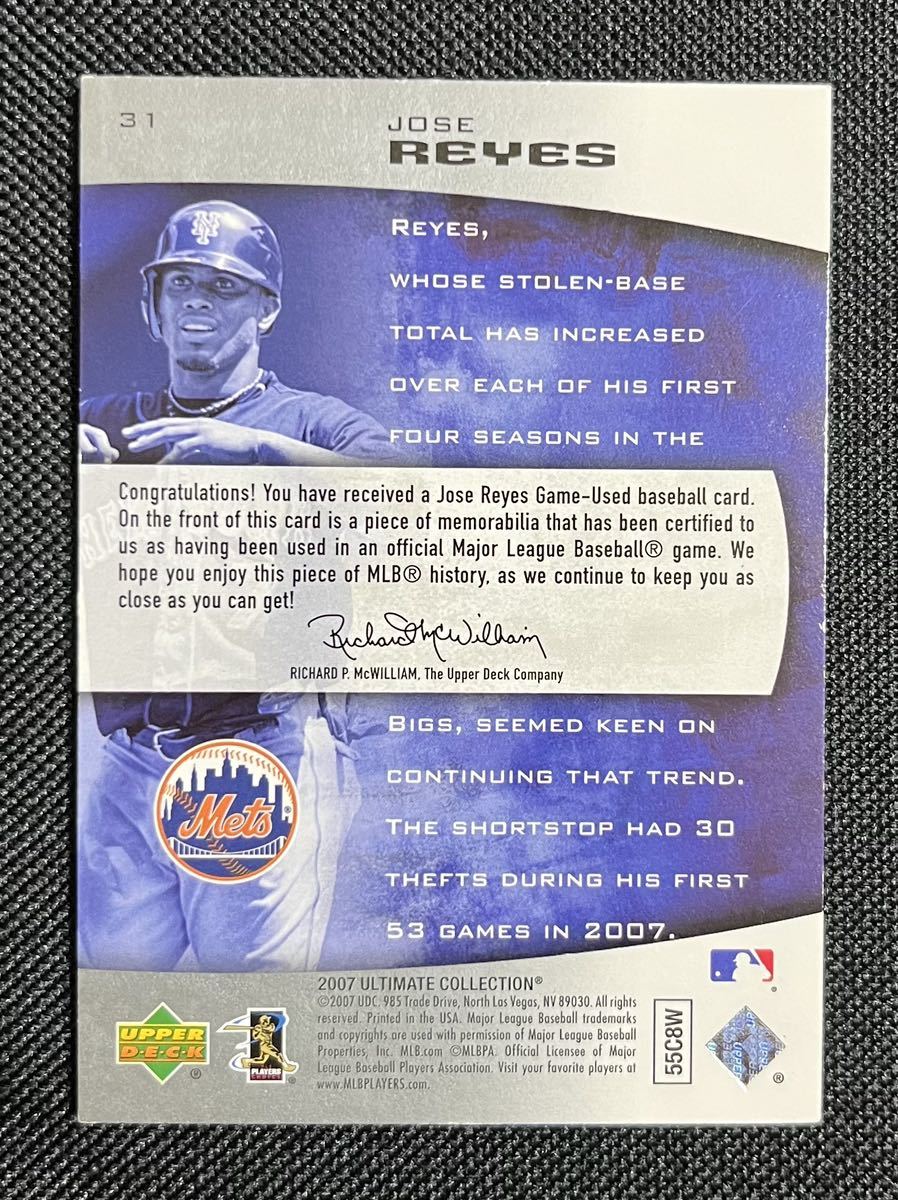 31
JOSE
REYES
NY
REYES,
WHOSE STOLEN-BASE
TOTAL HAS INCREASED
OVER EACH OF HIS FIRST
FOUR SEASONS IN THE
Congratulations! You have received a Jose Reyes Game-Used baseball card.
On the front of this card is a piece of memorabilia that has been certified to
us as having been used in an official Major League Baseball® game. We
hope you enjoy this piece of MLB® history, as we continue to keep you as
close as you can get!
Richard McWilliam
RICHARD P. McWILLIAM, The Upper Deck Company
BIGS, SEEMED KEEN ON
CONTINUING THAT TREND.
THE SHORTSTOP HAD 30
THEFTS DURING HIS FIRST
53 GAMES IN 2007.
Mets®
2007 ULTIMATE COLLECTION®
©2007 UDC. 985 Trade Drive, North Las Vegas, NV 89030. All rights
reserved. Printed in the USA. Major League Baseball trademarks
and copyrights are used with permission of Major League Baseball
Properties, Inc. MLB.com ©MLBPA. Official Licensee of Major
League Baseball Players Association. Visit your favorite players at
www.MLBPLAYERS.com.
UPPER
DECK®
PLAYERS
CHOICE®
55C8W
®